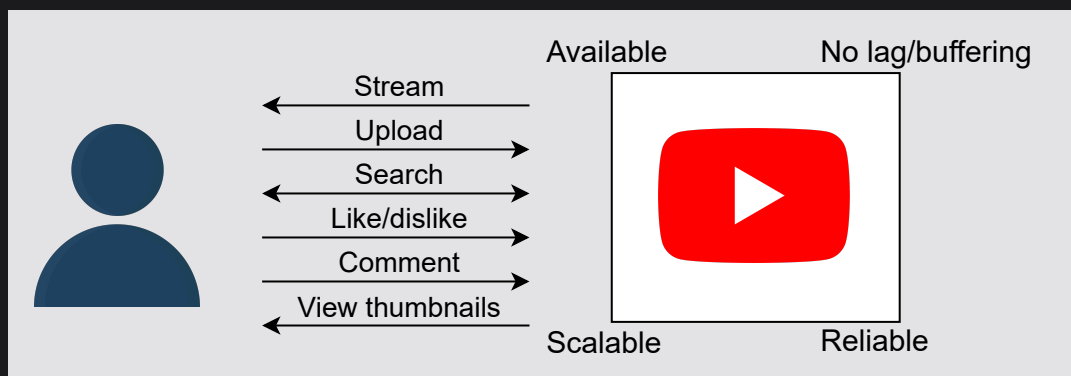 Available
No lag/buffering
Stream
Upload
Search
Like/dislike
Comment
View thumbnails
Scalable
Reliable